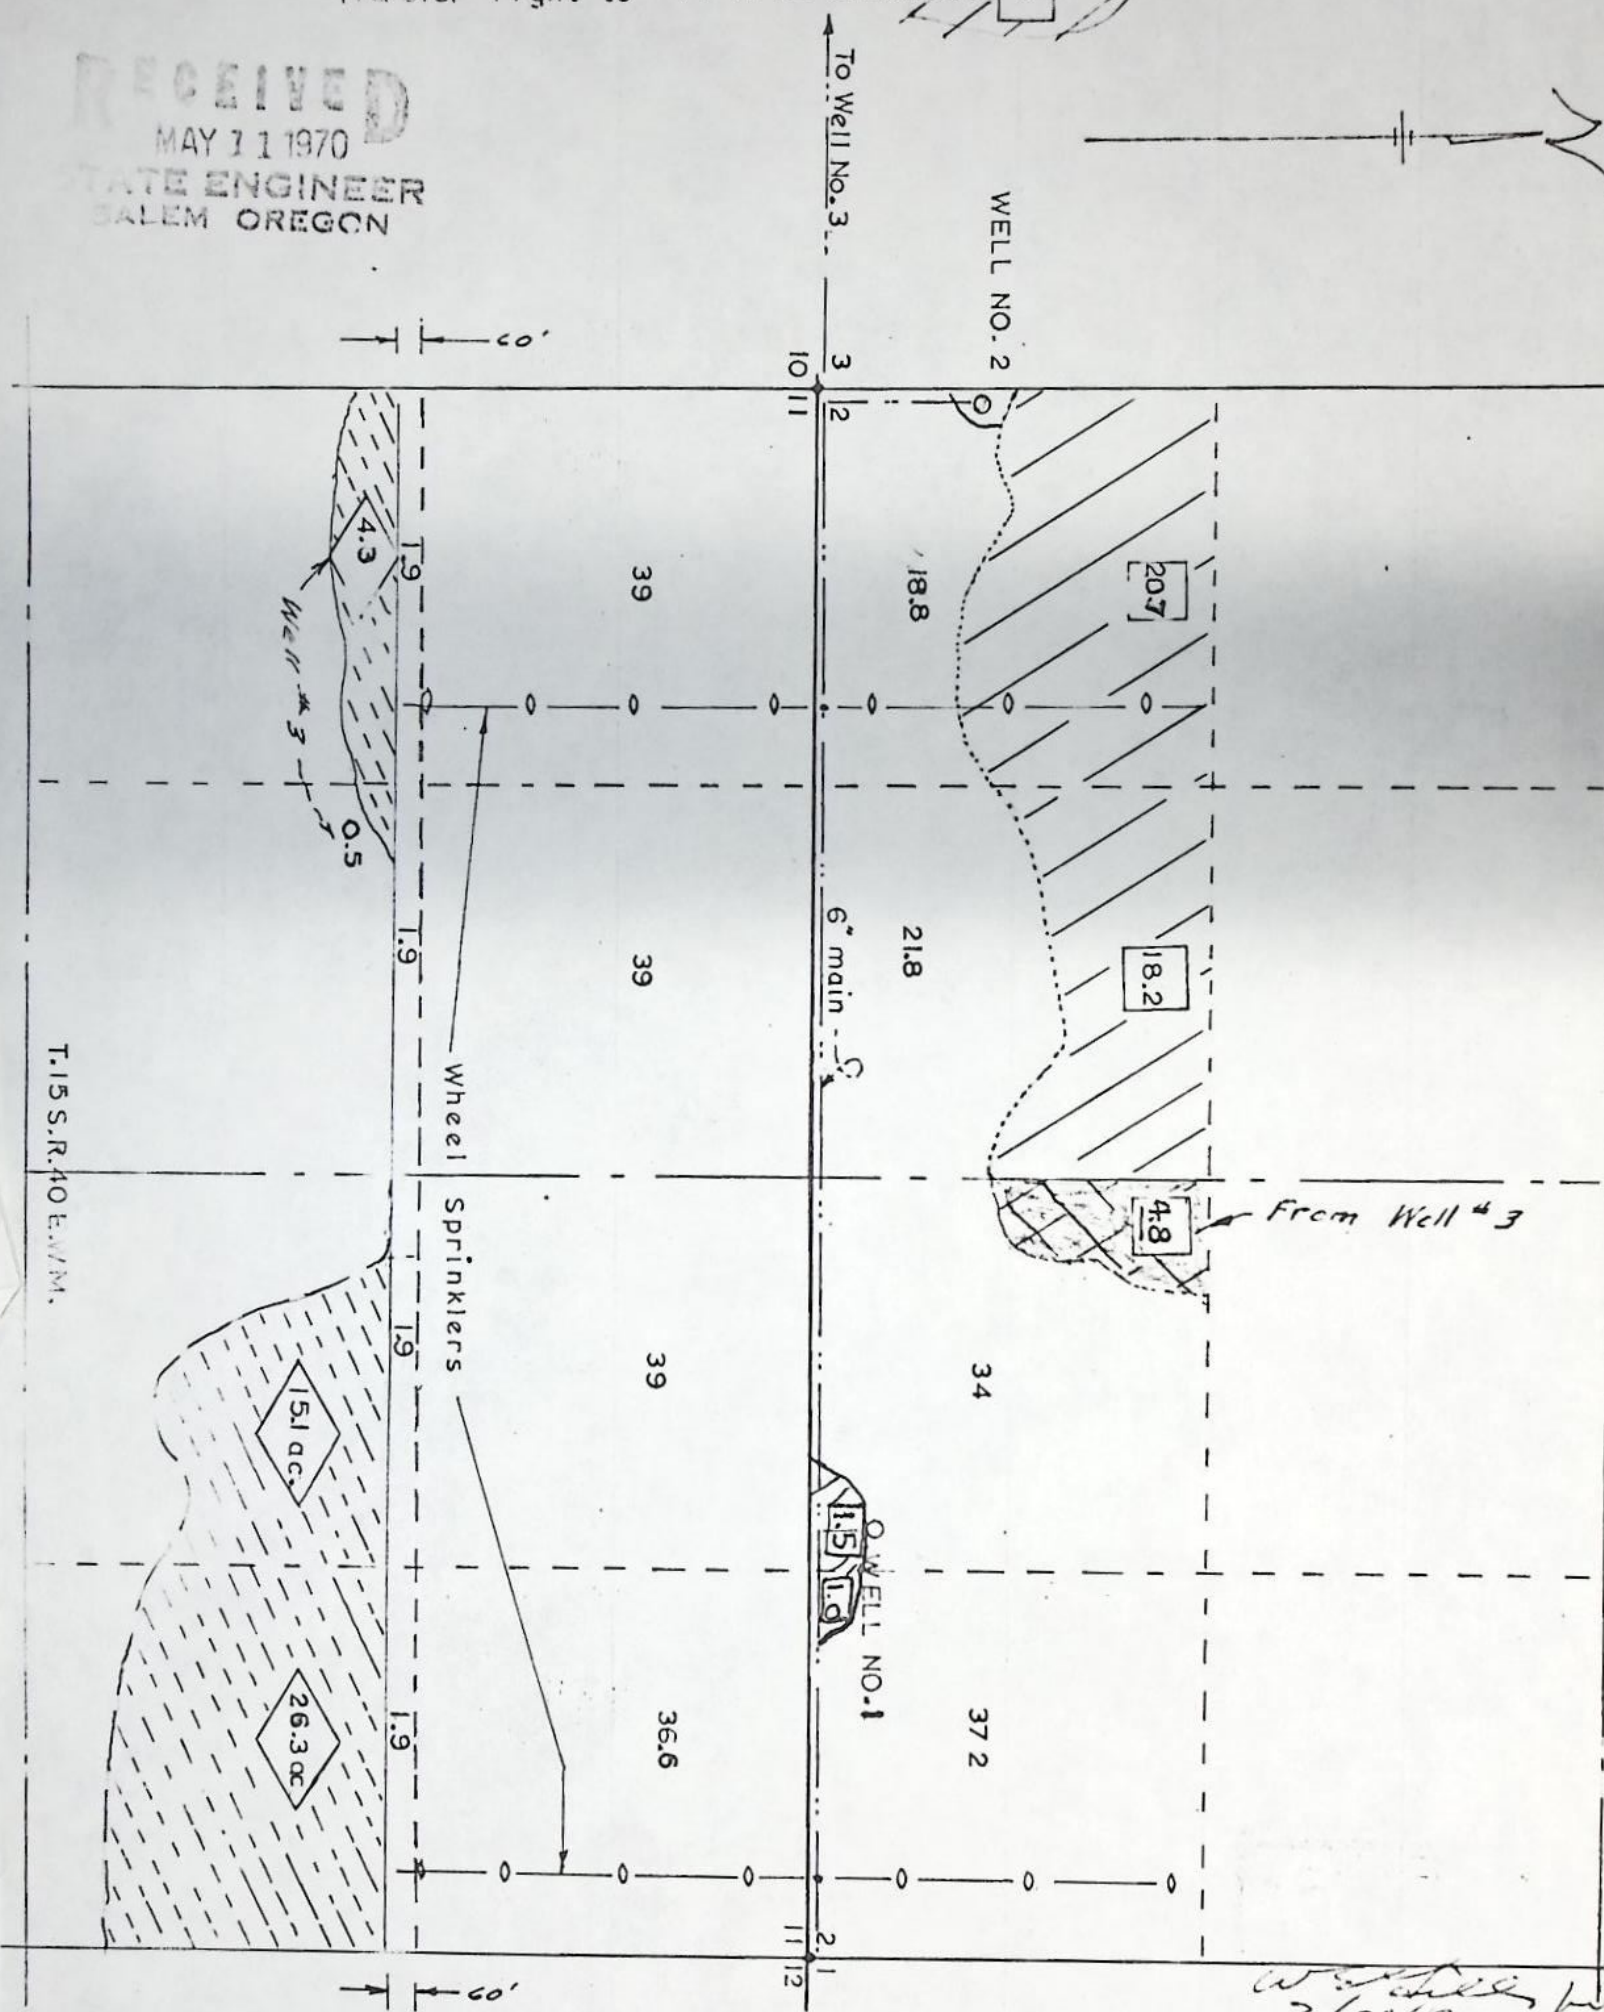 RECEIVED
MAY 11 1970
STATE ENGINEER
SALEM OREGON
To Well No. 3
WELL NO. 2
60'
3
10
2
11
4.3
1.9
39
18.8
20.7
Well #3
0.5
1.9
39
6" main
21.8
18.2
T.15 S.R.40 E.W.M.
Wheel Sprinklers
4.8
From Well #3
15.1 ac.
1.9
39
34
1.5
1.0
WELL NO.1
26.3 ac
1.9
36.6
37 2
11
2
12
1
60'